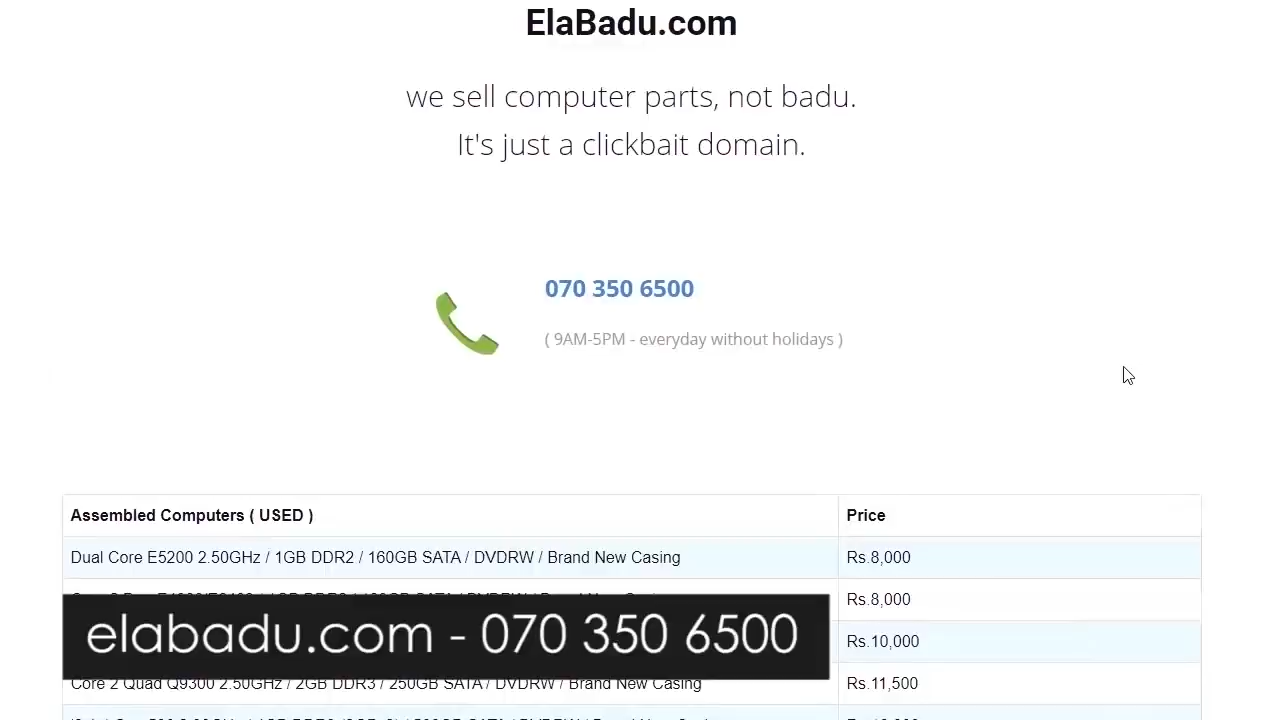 ElaBadu.com
we sell computer parts, not badu.
It's just a clickbait domain.
070 350 6500
( 9AM-5PM - everyday without holidays )
Assembled Computers ( USED ) Price
Dual Core E5200 2.50GHz / 1GB DDR2 / 160GB SATA / DVDRW / Brand New Casing Rs.8,000
Rs.8,000
elabadu.com - 070 350 6500
Rs.10,000
Core 2 Quad Q9300 2.50GHz / 2GB DDR3 / 250GB SATA / DVDRW / Brand New Casing Rs.11,500